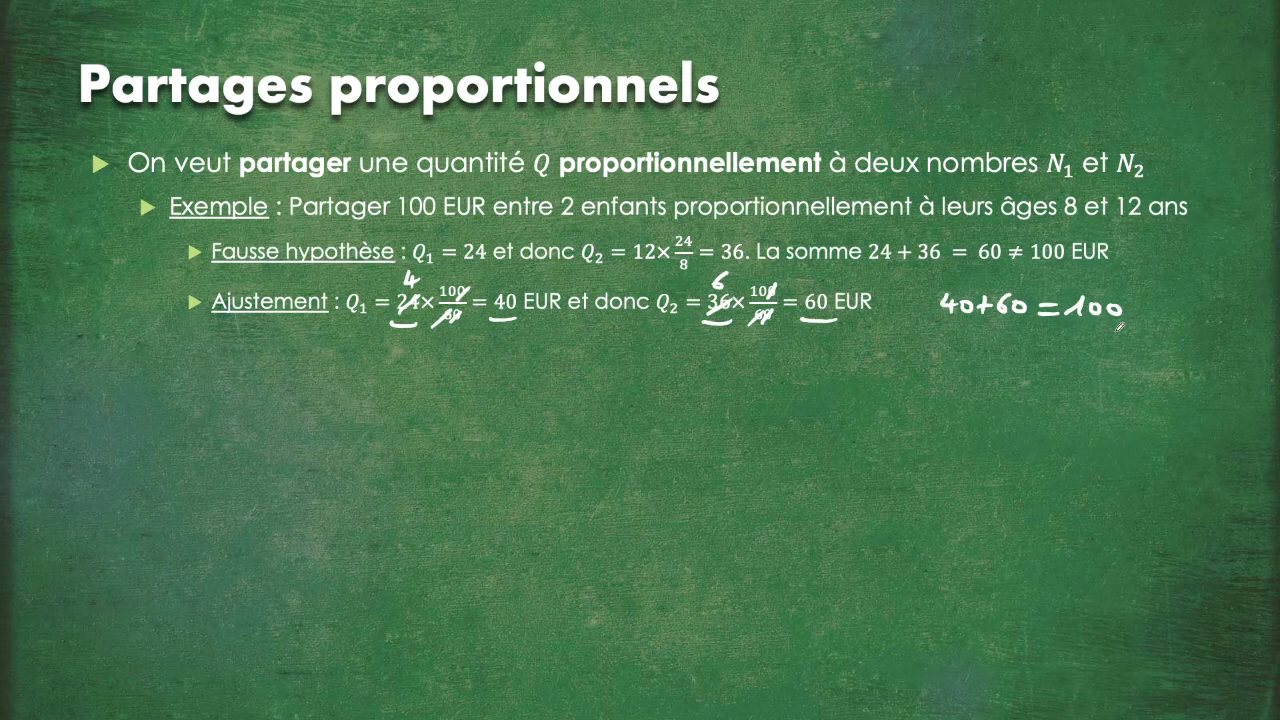 Partages proportionnels
On veut partager une quantité Q proportionnellement à deux nombres N₁ et N₂
Exemple : Partager 100 EUR entre 2 enfants proportionnellement à leurs âges 8 et 12 ans
Fausse hypothèse : Q₁ = 24 et donc Q₂ = 12×24/8 = 36. La somme 24 + 36 = 60 ≠ 100 EUR
4 6
Ajustement : Q₁ = 24×100/60 = 40 EUR et donc Q₂ = 36×100/60 = 60 EUR 40+60=100